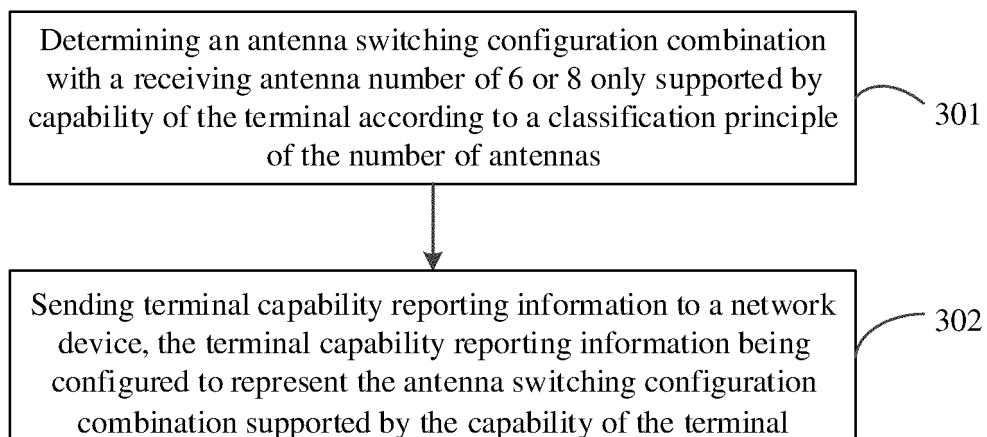 Determining an antenna switching configuration combination
with a receiving antenna number of 6 or 8 only supported by
capability of the terminal according to a classification principle
of the number of antennas
301
Sending terminal capability reporting information to a network
device, the terminal capability reporting information being
configured to represent the antenna switching configuration
combination supported by the capability of the terminal
302